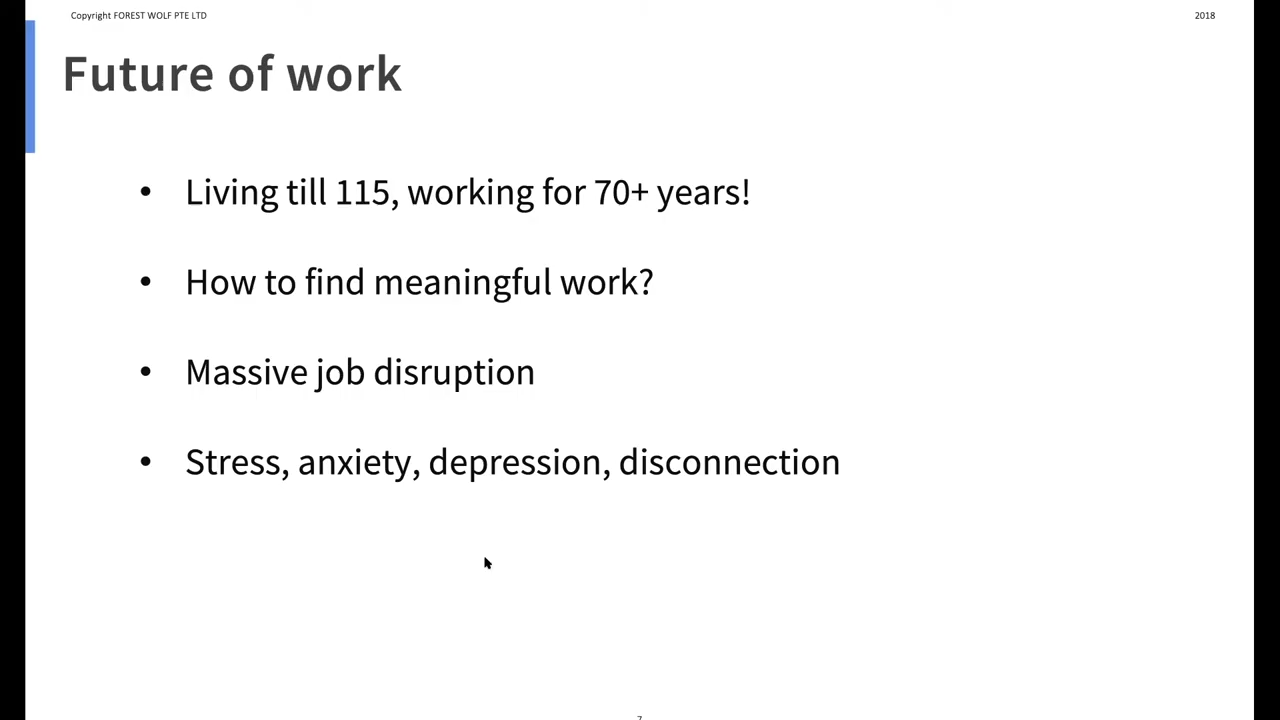 Copyright FOREST WOLF PTE LTD
2018
Future of work
• Living till 115, working for 70+ years!
• How to find meaningful work?
• Massive job disruption
• Stress, anxiety, depression, disconnection